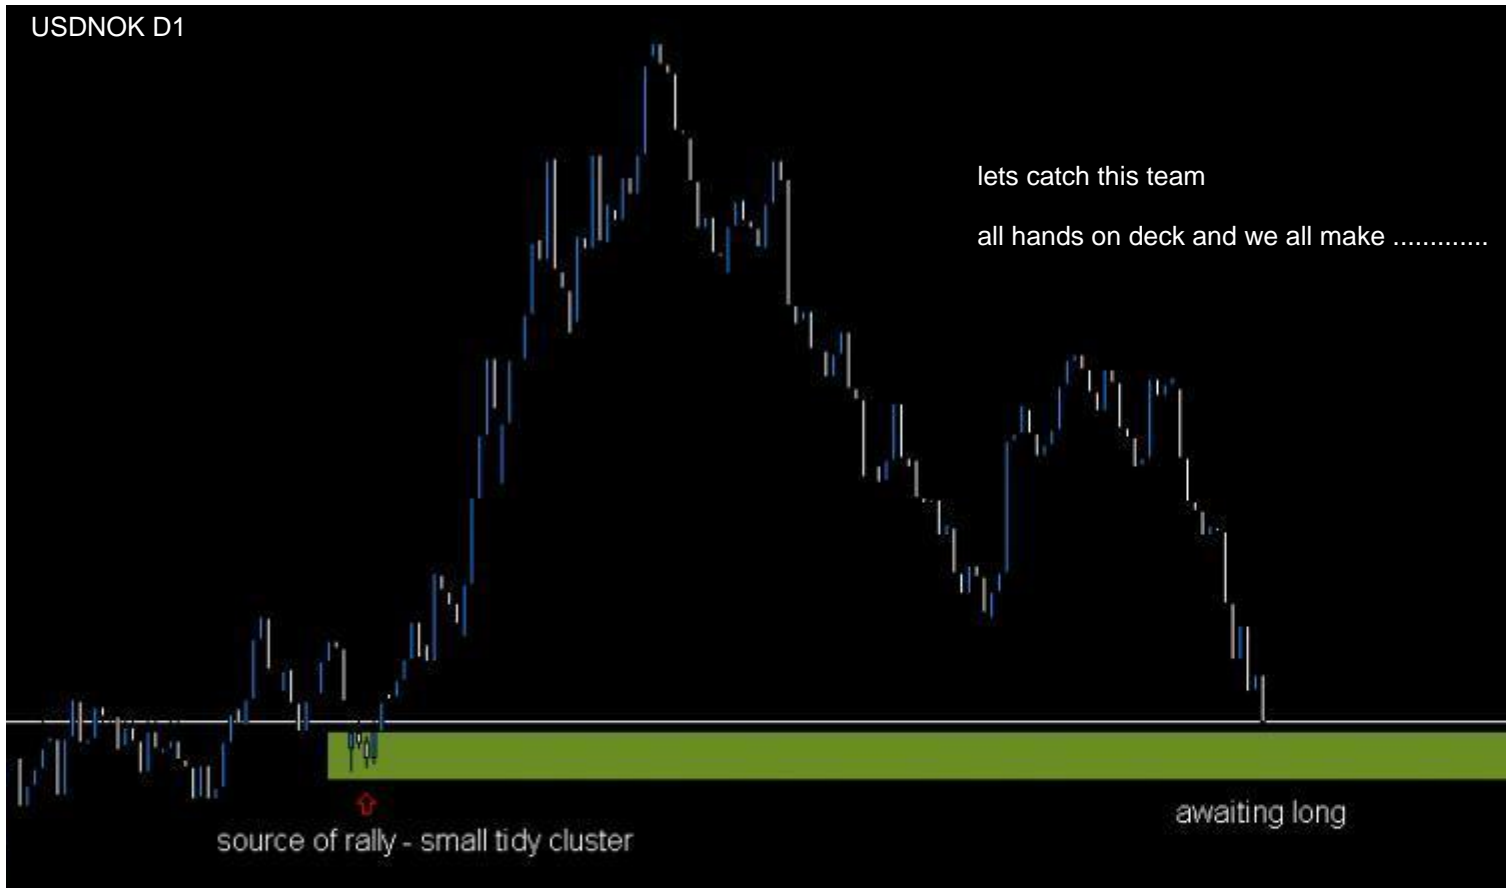 USDNOK D1
lets catch this team
all hands on deck and we all make .............
awaiting long
source of rally - small tidy cluster